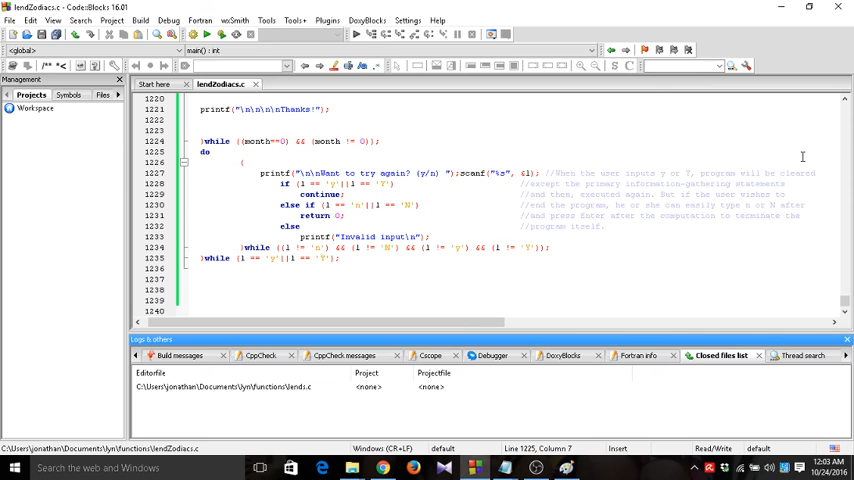 lendZodiacs.c - Code::Blocks 16.01
File Edit View Search Project Build Debug Fortran wxSmith Tools Tools+ Plugins DoxyBlocks Settings Help
<global> main() : int
/** *<
S C
Management
Projects Symbols Files
Workspace
Start here lendZodiacs.c
1220
1221 printf("\n\n\n\nThanks!");
1222
1223
1224 }while ((month==0) && (month != 0));
1225 do
1226 {
1227 printf("\n\nWant to try again? (y/n) ");scanf("%s", &l); //When the user inputs y or Y, program will be cleared
1228 if (l == 'y'||l == 'Y') //except the primary information-gathering statements
1229 continue; //and then, executed again. But if the user wishes to
1230 else if (l == 'n'||l == 'N') //end the program, he or she can easily type n or N after
1231 return 0; //and press Enter after the computation to terminate the
1232 else //program itself.
1233 printf("Invalid input\n");
1234 }while ((l != 'n') && (l != 'N') && (l != 'y') && (l != 'Y'));
1235 }while (l == 'y'||l == 'Y');
1236
1237
1238
1239
1240
Logs & others
Build messages CppCheck CppCheck messages Cscope Debugger DoxyBlocks Fortran info Closed files list Thread search
Editorfile Project Projectfile
C:\Users\jonathan\Documents\lyn\functions\lends.c <none> <none>
C:\Users\jonathan\Documents\lyn\functions\lendZodiacs.c Windows (CR+LF) default Line 1225, Column 7 Insert Read/Write default
Search the web and Windows
12:03 AM
10/24/2016